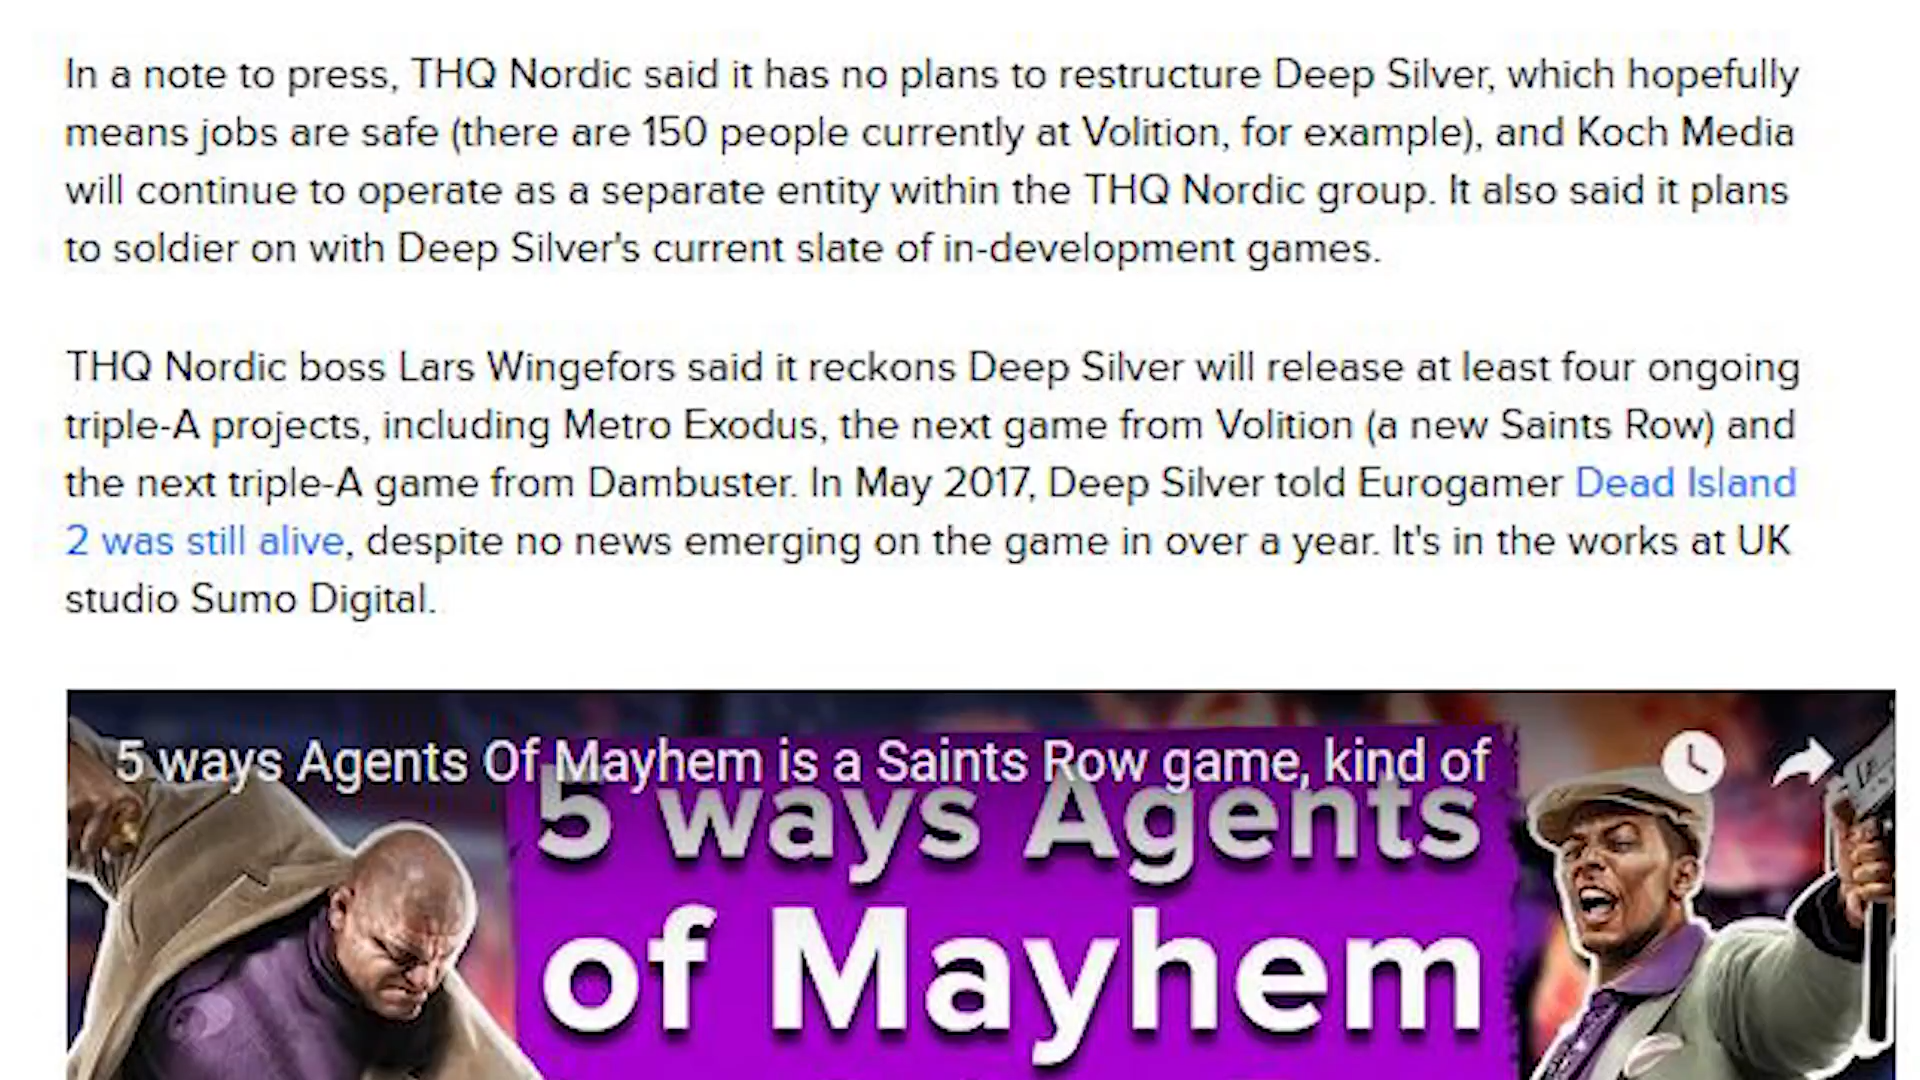 In a note to press, THQ Nordic said it has no plans to restructure Deep Silver, which hopefully
means jobs are safe (there are 150 people currently at Volition, for example), and Koch Media
will continue to operate as a separate entity within the THQ Nordic group. It also said it plans
to soldier on with Deep Silver's current slate of in-development games.
THQ Nordic boss Lars Wingefors said it reckons Deep Silver will release at least four ongoing
triple-A projects, including Metro Exodus, the next game from Volition (a new Saints Row) and
the next triple-A game from Dambuster. In May 2017, Deep Silver told Eurogamer Dead Island
2 was still alive, despite no news emerging on the game in over a year. It's in the works at UK
studio Sumo Digital.
5 ways Agents Of Mayhem is a Saints Row game, kind of
5 ways Agents
of Mayhem